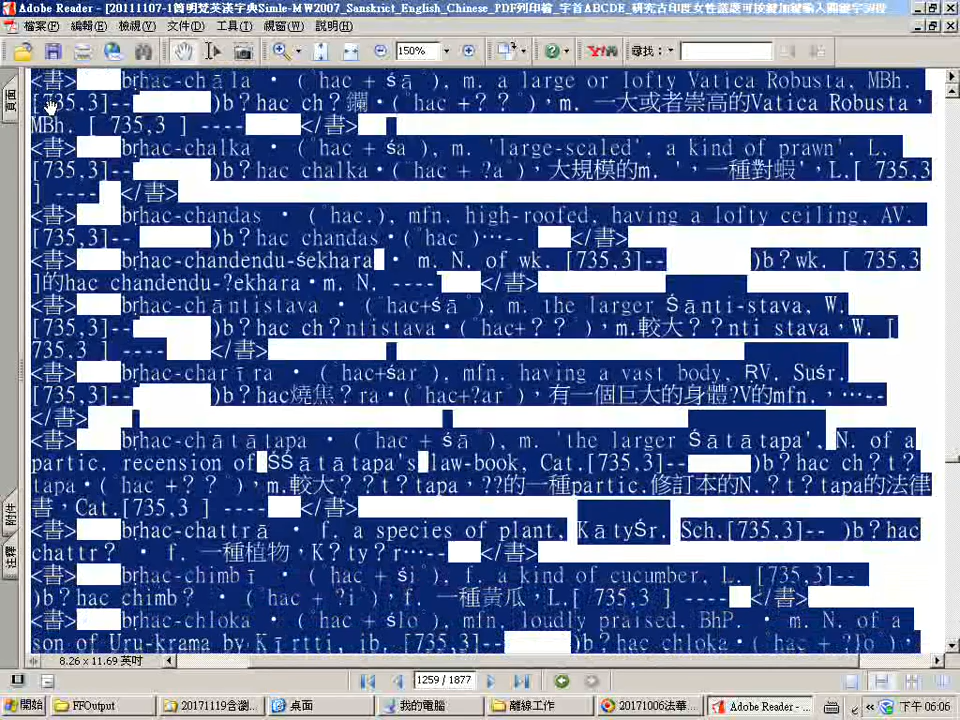 Adobe Reader - [20111107-1簡明梵英漢字典Simle-MW2007_Sanskrit_English_Chinese_PDF列印檔_字首ABCDE_研究古印度女性議題可按鍵加鍵入關鍵字搜尋
檔案(F) 編輯(E) 檢視(V) 文件(D) 工具(T) 視窗(W) 說明(H)
150% 尋找：
頁面
附件
注釋
<書> bṛhac-chāla • (°hac + śā°), m. a large or lofty Vatica Robusta, MBh.
[735,3]-- )b？hac ch？鑭•(°hac+？？°), m. 一大或者崇高的Vatica Robusta，
MBh. [ 735,3 ] ---- </書>
<書> bṛhac-chalka • (°hac + śa°), m. 'large-scaled', a kind of prawn', L.
[735,3]-- )b？hac chalka•(°hac + ?a°)，大規模的m. '，一種對蝦'，L.[ 735,3
] ---- </書>
<書> bṛhac-chandas • (°hac.), mfn. high-roofed, having a lofty ceiling, AV.
[735,3]-- )b？hac chandas•(°hac )…-- </書>
<書> bṛhac-chandendu-śekhara • m. N. of wk. [735,3]-- )b？wk. [ 735,3
]的hac chandendu-?ekhara•m. N. ---- </書>
<書> bṛhac-chāntistava • (°hac+śā°), m. the larger Śānti-stava, W.
[735,3]-- )b？hac ch？ntistava•(°hac+？？°)，m.較大？？nti stava，W. [
735,3 ] ---- </書>
<書> bṛhac-charīra • (°hac+śar°), mfn. having a vast body, RV. Suśr.
[735,3]-- )b？hac燒焦？ra•(°hac+?ar°)，有一個巨大的身體?V的mfn.，…--
</書>
<書> bṛhac-chātātapa • (°hac + śā°), m. 'the larger Śātātapa', N. of a
partic. recension of ŚŚātātapa's law-book, Cat.[735,3]-- )b？hac ch？t？
tapa•(°hac +？？°)，m.較大？？t？tapa，??的一種partic.修訂本的N.？t？tapa的法律
書，Cat.[735,3 ] ---- </書>
<書> bṛhac-chattrā • f. a species of plant, KātyŚr. Sch.[735,3]-- )b？hac
chattr？ • f. 一種植物，K？ty？r…-- </書>
<書> bṛhac-chimbī • (°hac + śi°), f. a kind of cucumber, L. [735,3]--
)b？hac chimb？ • (°hac + ?i°)，f. 一種黃瓜，L.[ 735,3 ] ---- </書>
<書> bṛhac-chloka • (°hac + ślo°), mfn. loudly praised, BhP. • m. N. of a
son of Uru-krama by Kīrtti, ib. [735,3]-- )b？hac chloka•(°hac + ?lo°)，
8.26 x 11.69 英吋
1259 / 1877
開始 FFOutput 20171119含瀏... 桌面 我的電腦 離線工作 20171006法華... Adobe Reader - ... 下午 06:06